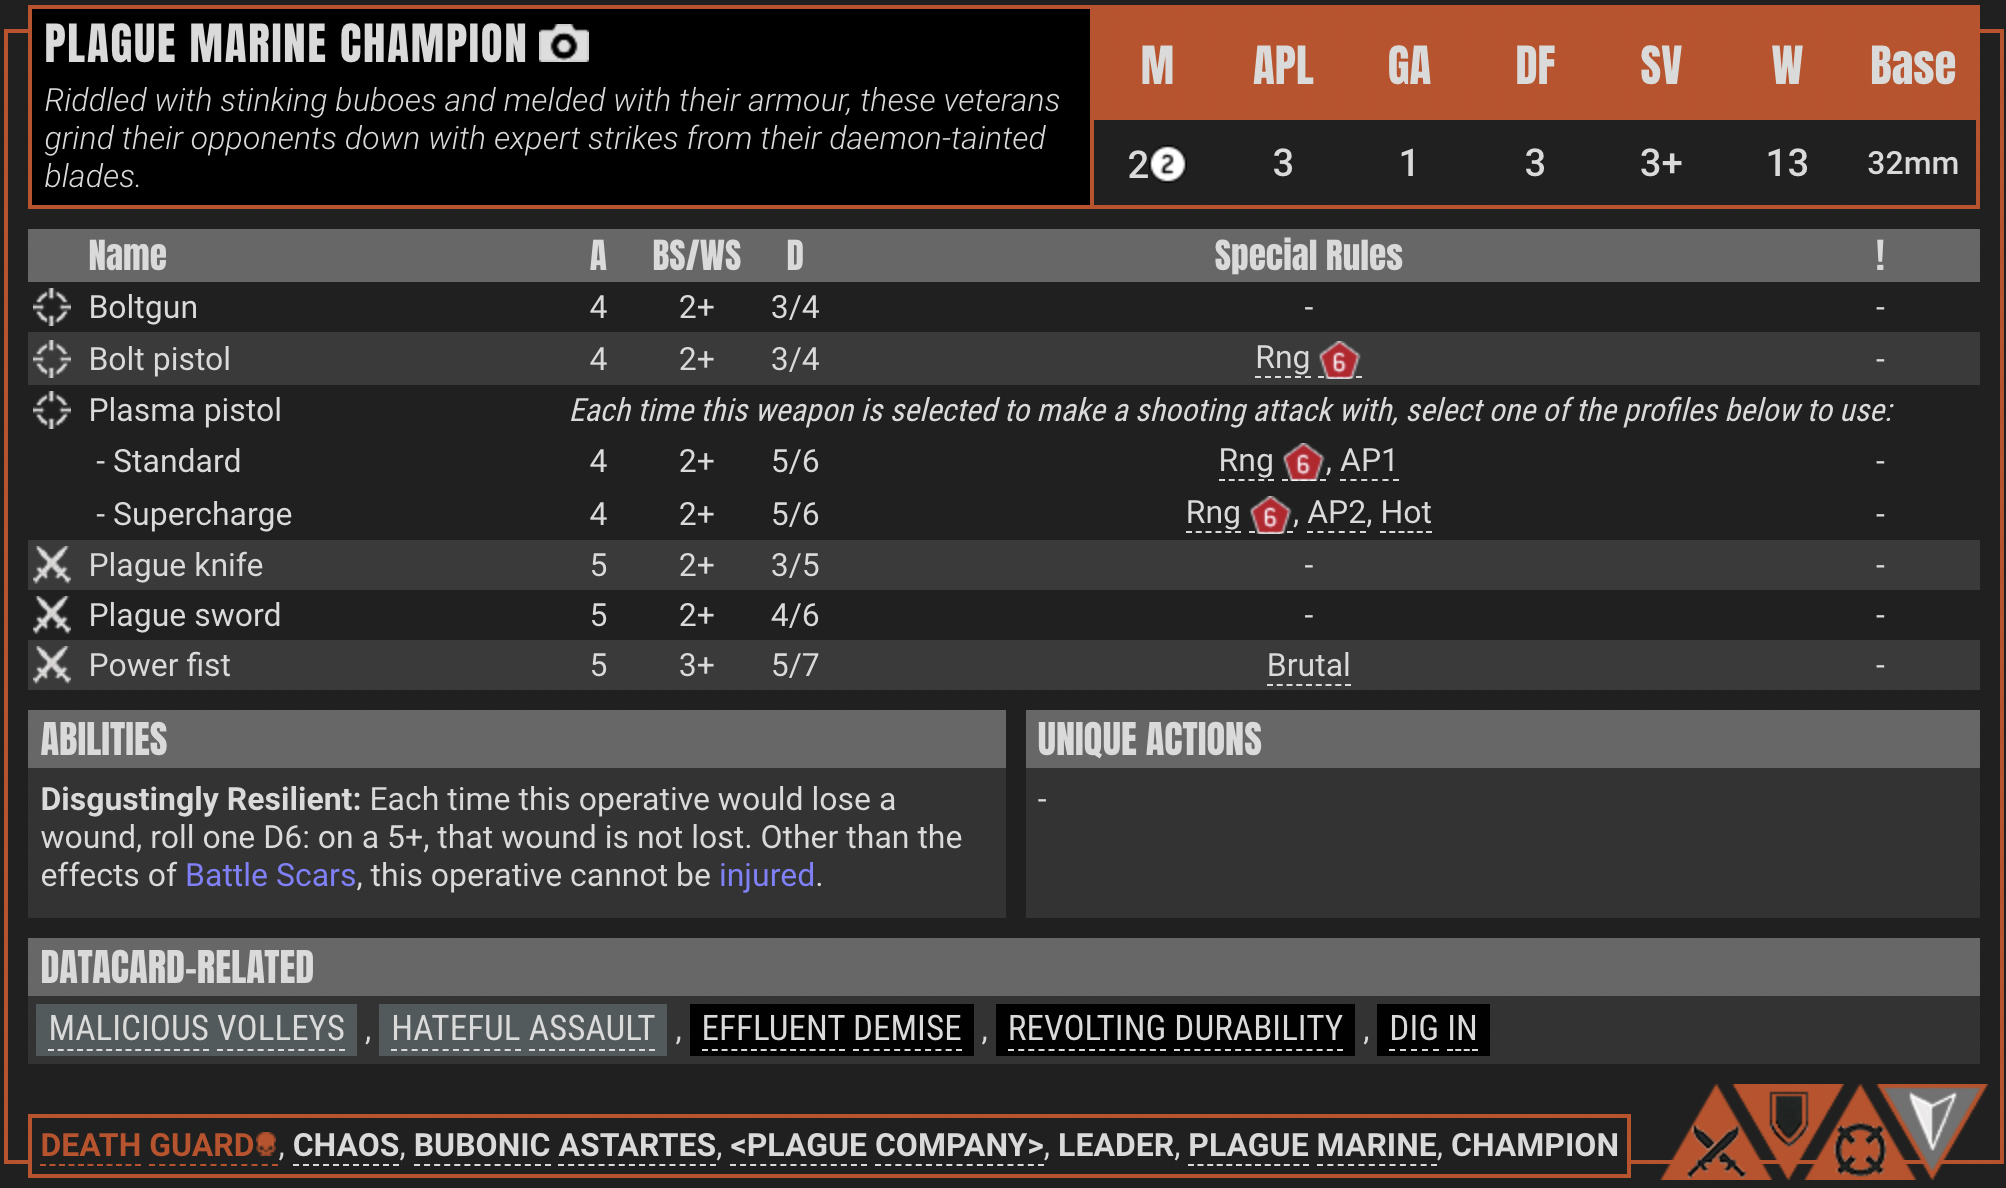 PLAGUE MARINE CHAMPION
Riddled with stinking buboes and melded with their armour, these veterans
grind their opponents down with expert strikes from their daemon-tainted
blades.
M APL GA DF SV W Base
2 2 3 1 3 3+ 13 32mm
Name A BS/WS D Special Rules !
Boltgun 4 2+ 3/4 - -
Bolt pistol 4 2+ 3/4 Rng 6 -
Plasma pistol Each time this weapon is selected to make a shooting attack with, select one of the profiles below to use:
- Standard 4 2+ 5/6 Rng 6, AP1 -
- Supercharge 4 2+ 5/6 Rng 6, AP2, Hot -
Plague knife 5 2+ 3/5 - -
Plague sword 5 2+ 4/6 - -
Power fist 5 3+ 5/7 Brutal -
ABILITIES
Disgustingly Resilient: Each time this operative would lose a
wound, roll one D6: on a 5+, that wound is not lost. Other than the
effects of Battle Scars, this operative cannot be injured.
UNIQUE ACTIONS
-
DATACARD-RELATED
MALICIOUS VOLLEYS , HATEFUL ASSAULT , EFFLUENT DEMISE , REVOLTING DURABILITY , DIG IN
DEATH GUARD, CHAOS, BUBONIC ASTARTES, <PLAGUE COMPANY>, LEADER, PLAGUE MARINE, CHAMPION